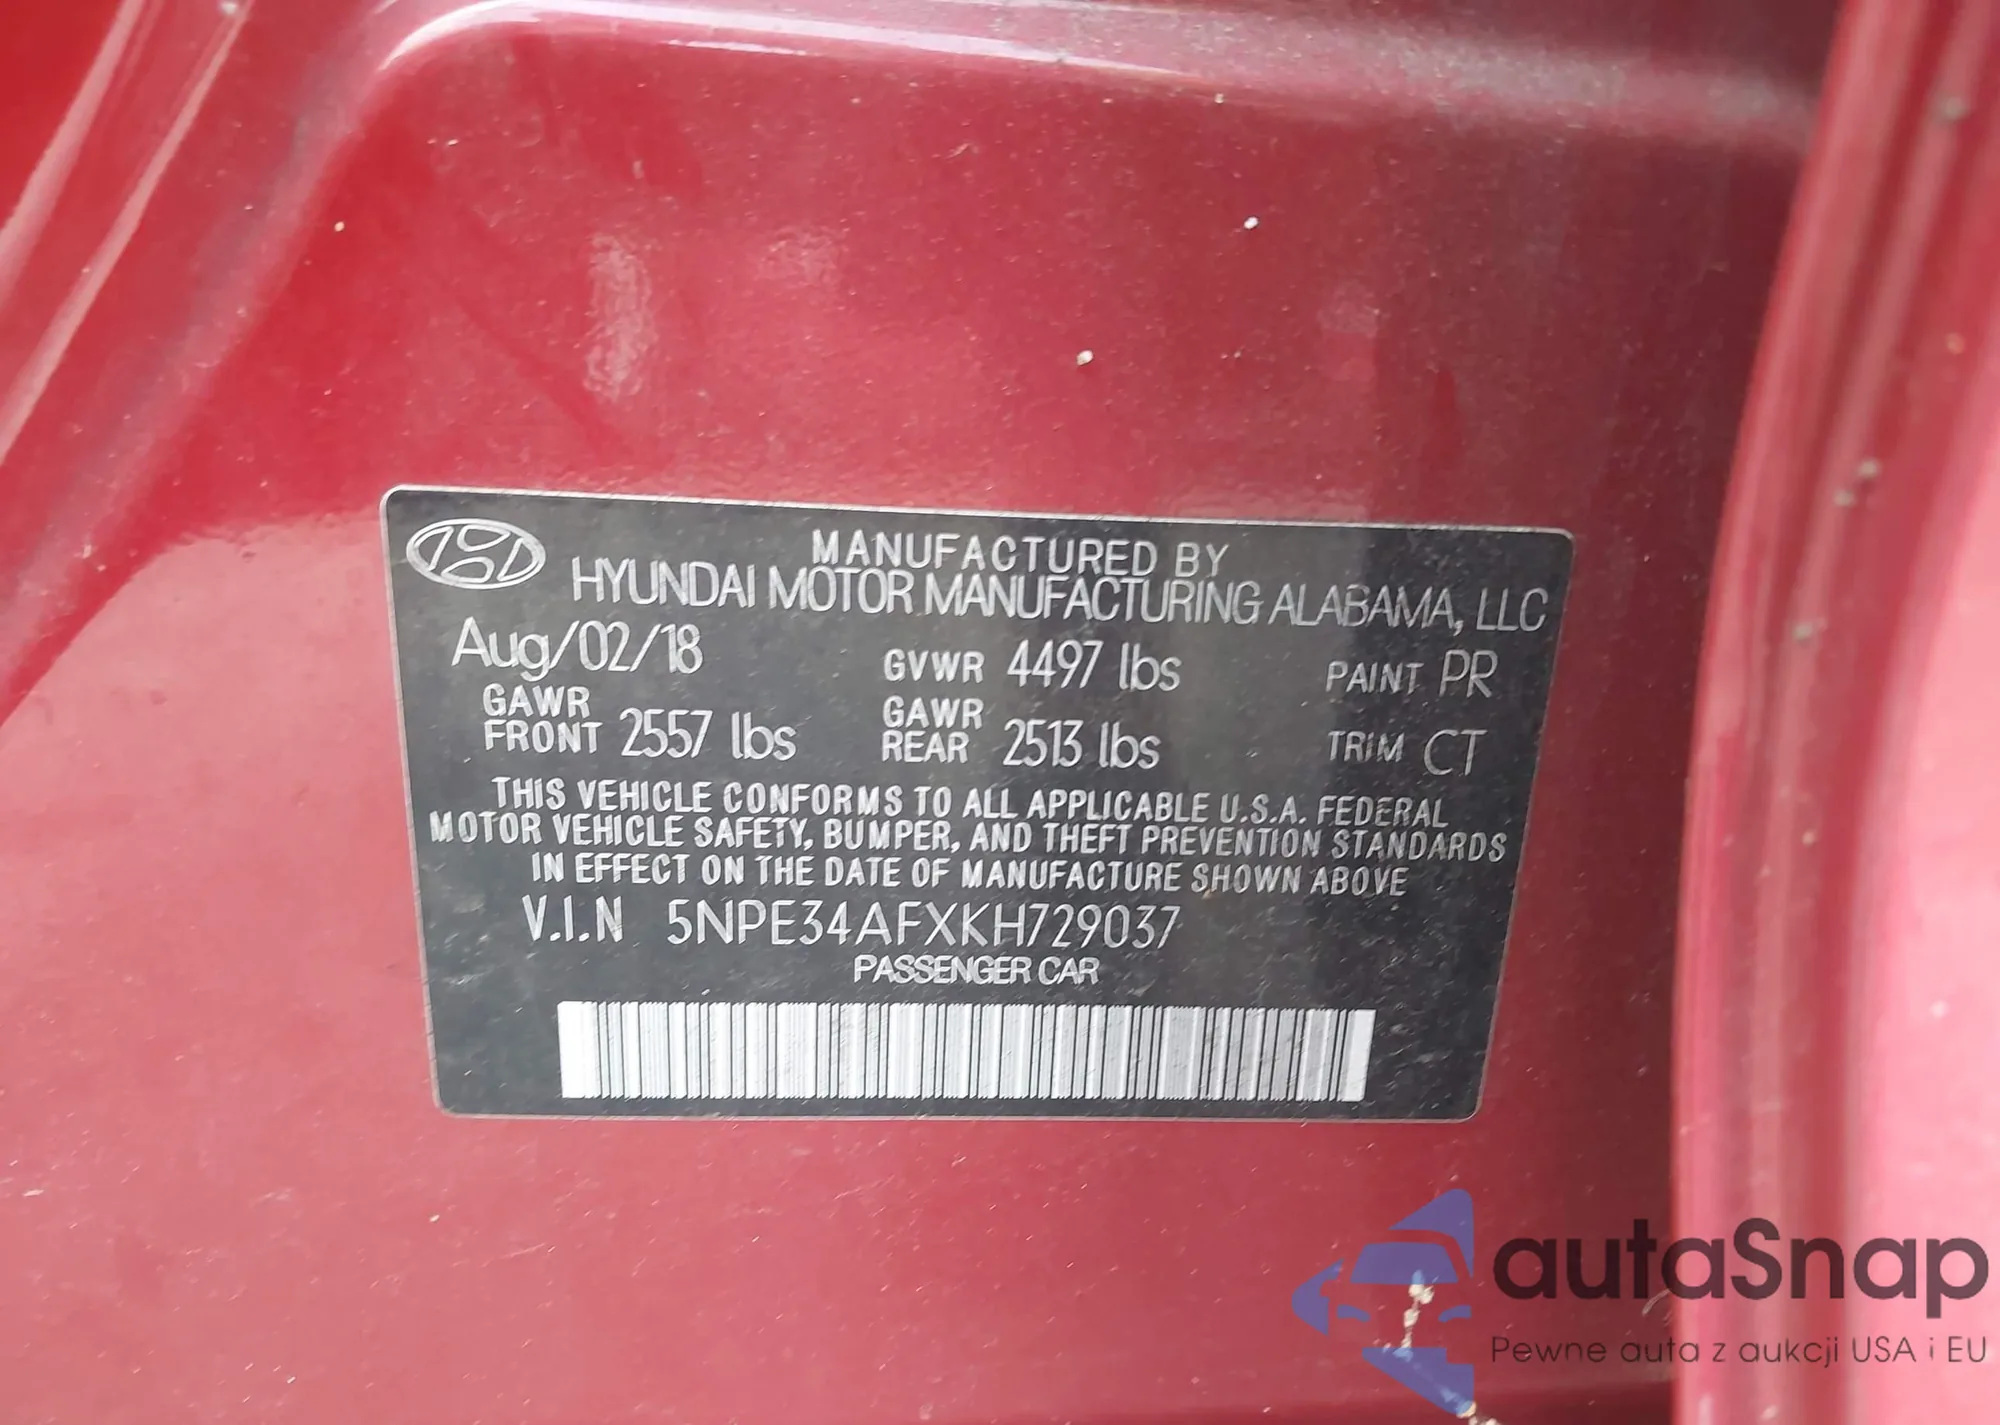 MANUFACTURED BY
HYUNDAI MOTOR MANUFACTURING ALABAMA, LLC
Aug/02/18 GVWR 4497 lbs PAINT PR
GAWR FRONT 2557 lbs GAWR REAR 2513 lbs TRIM CT
THIS VEHICLE CONFORMS TO ALL APPLICABLE U.S.A. FEDERAL
MOTOR VEHICLE SAFETY, BUMPER, AND THEFT PREVENTION STANDARDS
IN EFFECT ON THE DATE OF MANUFACTURE SHOWN ABOVE
V.I.N 5NPE34AFXKH729037
PASSENGER CAR
autaSnap
Pewne auta z aukcji USA i EU